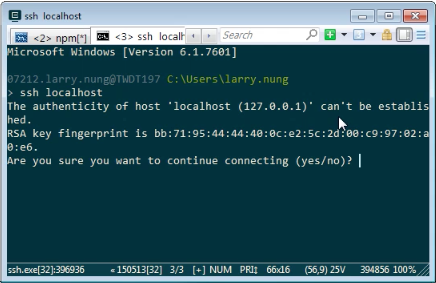 ssh localhost
<2> npm[*] <3> ssh localh Search
Microsoft Windows [Version 6.1.7601]
07212.larry.nung@TWDT197 C:\Users\larry.nung
> ssh localhost
The authenticity of host 'localhost (127.0.0.1)' can't be establis
hed.
RSA key fingerprint is bb:71:95:44:44:40:0c:e2:5c:2d:00:c9:97:02:a
0:e6.
Are you sure you want to continue connecting (yes/no)?
ssh.exe[32]:396936 «150513[32] 3/3 [+] NUM PRI‡ 66x16 (56,9) 25V 394856 100%